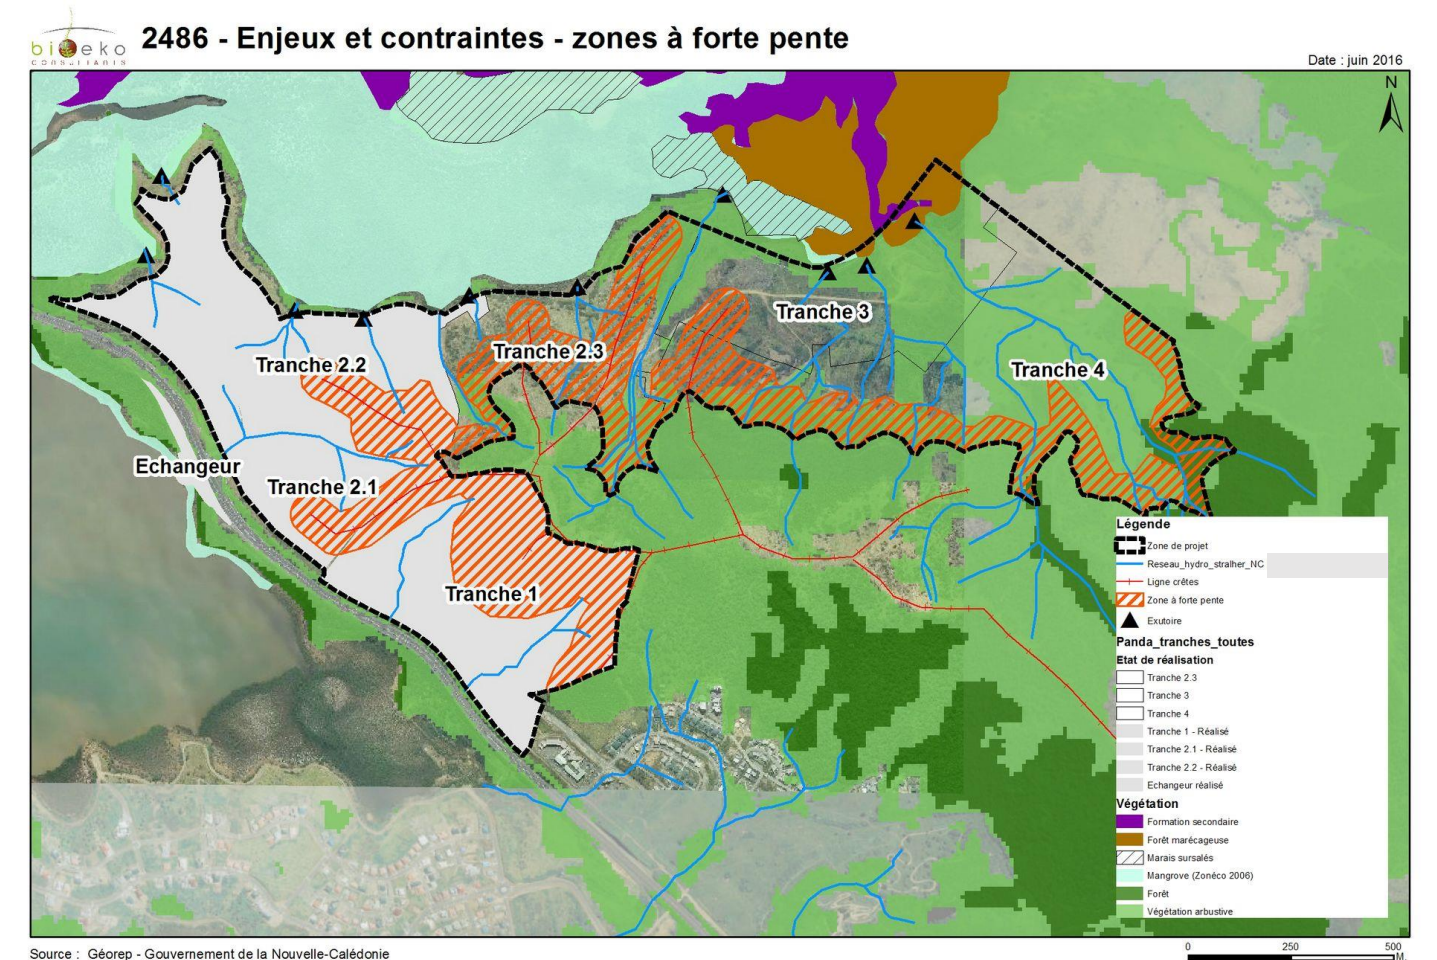 bioeko
CONSULTANTS
2486 - Enjeux et contraintes - zones à forte pente
Date : juin 2016
N
Tranche 3
Tranche 2.3
Tranche 2.2
Tranche 4
Echangeur
Tranche 2.1
Tranche 1
Légende
Zone de projet
Reseau_hydro_stralher_NC
Ligne crêtes
Zone à forte pente
Exutoire
Panda_tranches_toutes
Etat de réalisation
Tranche 2.3
Tranche 3
Tranche 4
Tranche 1 - Réalisé
Tranche 2.1 - Réalisé
Tranche 2.2 - Réalisé
Echangeur réalisé
Végétation
Formation secondaire
Forêt marécageuse
Marais sursalés
Mangrove (Zonéco 2006)
Forêt
Végétation arbustive
Source : Géorep - Gouvernement de la Nouvelle-Calédonie
0 250 500
M.